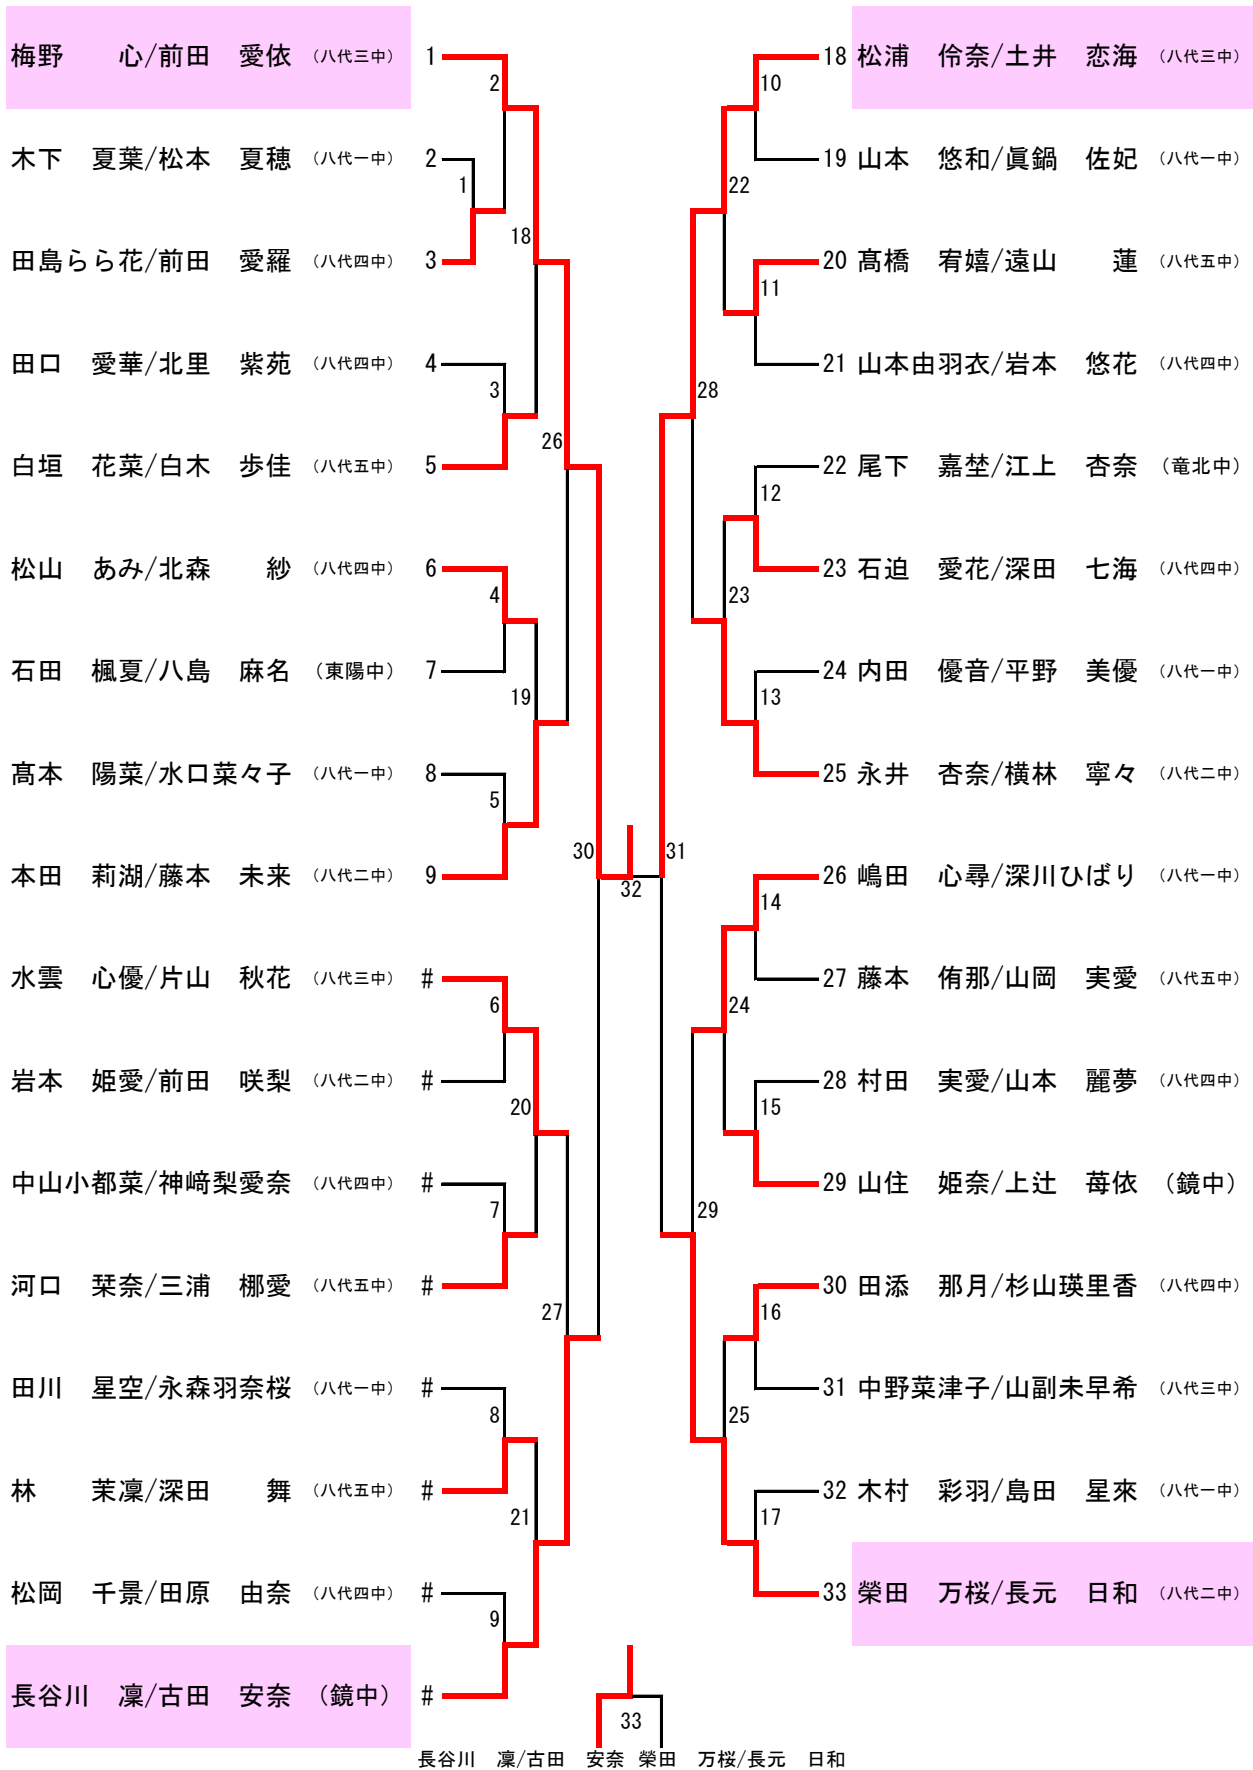 梅野　　心/前田　愛依 （八代三中） 1
木下　夏葉/松本　夏穂 （八代一中） 2
田島らら花/前田　愛羅 （八代四中） 3
田口　愛華/北里　紫苑 （八代四中） 4
白垣　花菜/白木　歩佳 （八代五中） 5
松山　あみ/北森　　紗 （八代四中） 6
石田　楓夏/八島　麻名 （東陽中） 7
髙本　陽菜/水口菜々子 （八代一中） 8
本田　莉湖/藤本　未来 （八代二中） 9
水雲　心優/片山　秋花 （八代三中） #
岩本　姫愛/前田　咲梨 （八代二中） #
中山小都菜/神﨑梨愛奈 （八代四中） #
河口　栞奈/三浦　梛愛 （八代五中） #
田川　星空/永森羽奈桜 （八代一中） #
林　　茉凜/深田　　舞 （八代五中） #
松岡　千景/田原　由奈 （八代四中） #
長谷川　凜/古田　安奈 （鏡中） #
2
1
18
3
26
4
19
5
30
6
20
7
27
8
21
9
32
31
10
22
11
28
12
23
13
14
24
15
29
16
25
17
18 松浦　伶奈/土井　恋海 （八代三中）
19 山本　悠和/眞鍋　佐妃 （八代一中）
20 髙橋　宥嬉/遠山　　蓮 （八代五中）
21 山本由羽衣/岩本　悠花 （八代四中）
22 尾下　嘉埜/江上　杏奈 （竜北中）
23 石迫　愛花/深田　七海 （八代四中）
24 内田　優音/平野　美優 （八代一中）
25 永井　杏奈/横林　寧々 （八代二中）
26 嶋田　心尋/深川ひばり （八代一中）
27 藤本　侑那/山岡　実愛 （八代五中）
28 村田　実愛/山本　麗夢 （八代四中）
29 山住　姫奈/上辻　苺依 （鏡中）
30 田添　那月/杉山瑛里香 （八代四中）
31 中野菜津子/山副未早希 （八代三中）
32 木村　彩羽/島田　星來 （八代一中）
33 榮田　万桜/長元　日和 （八代二中）
33
長谷川　凜/古田　安奈 榮田　万桜/長元　日和